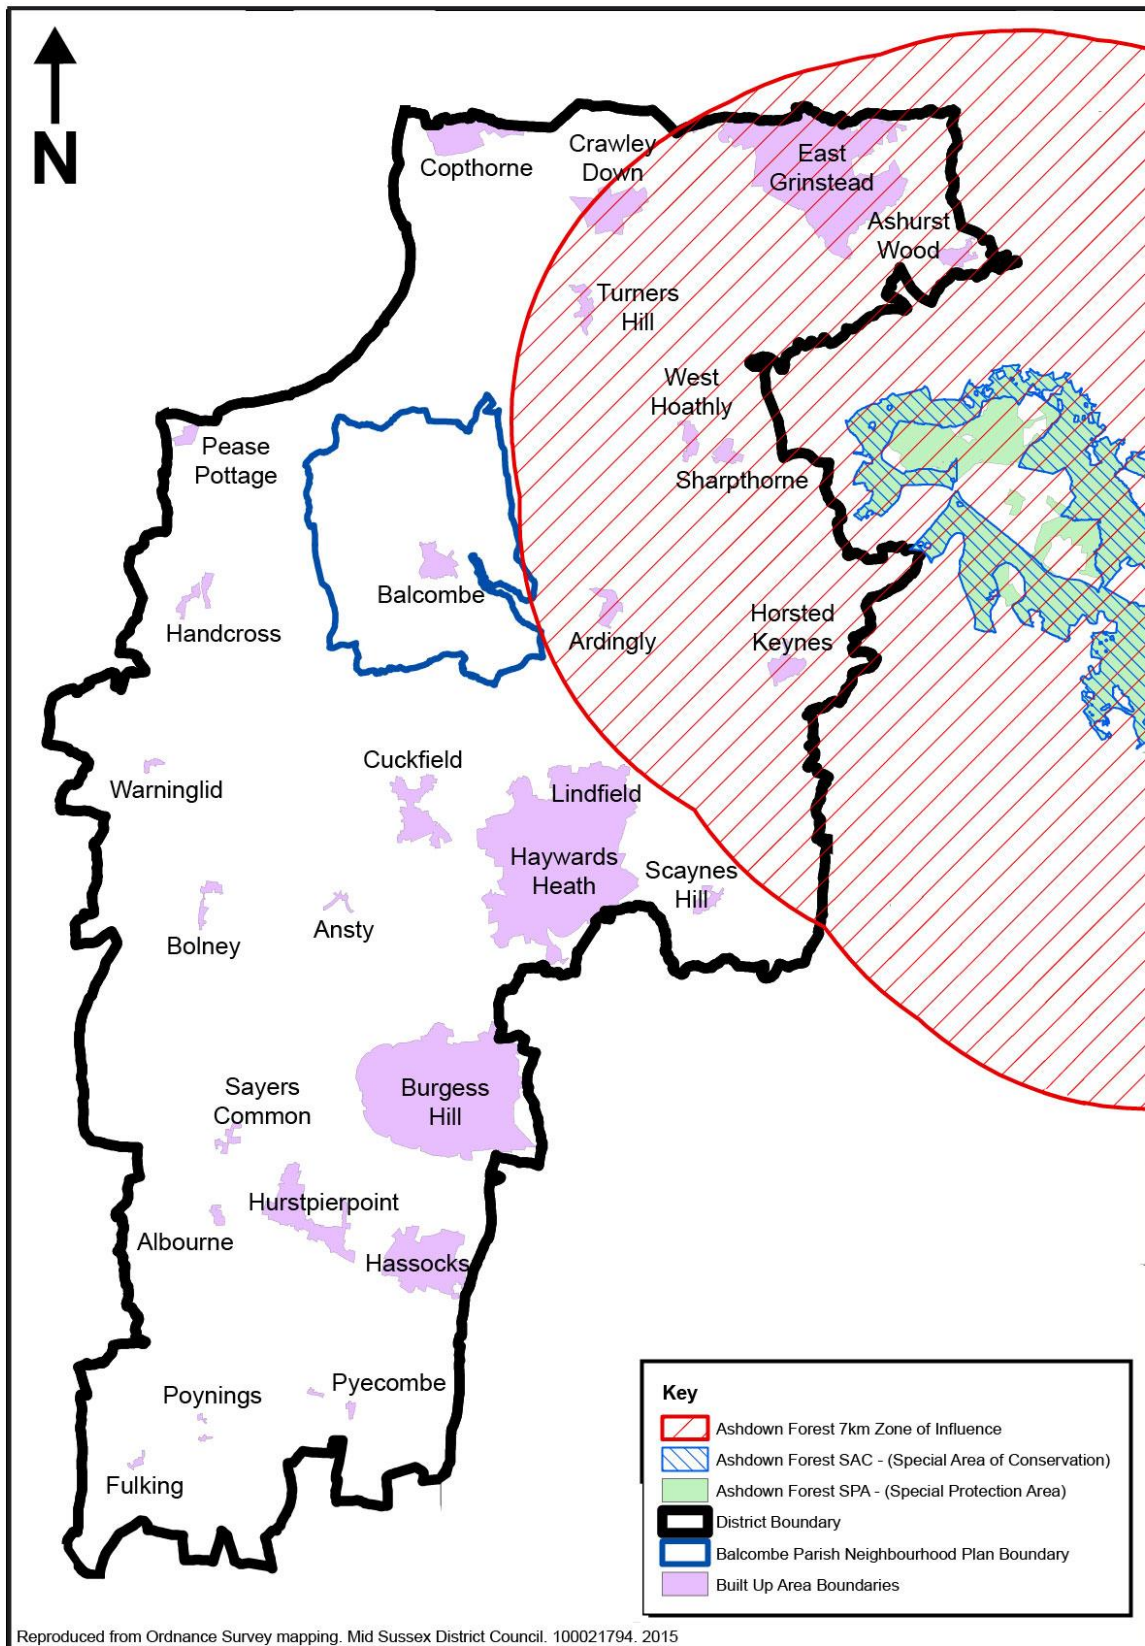 N
Copthorne
Crawley
Down
East
Grinstead
Ashurst
Wood
Turners
Hill
West
Hoathly
Sharpthorne
Pease
Pottage
Balcombe
Handcross
Ardingly
Horsted
Keynes
Warninglid
Cuckfield
Lindfield
Haywards
Heath
Scaynes
Hill
Bolney
Ansty
Burgess
Hill
Sayers
Common
Hurstpierpoint
Albourne
Hassocks
Pyecombe
Poynings
Fulking
Key
Ashdown Forest 7km Zone of Influence
Ashdown Forest SAC - (Special Area of Conservation)
Ashdown Forest SPA - (Special Protection Area)
District Boundary
Balcombe Parish Neighbourhood Plan Boundary
Built Up Area Boundaries
Reproduced from Ordnance Survey mapping. Mid Sussex District Council. 100021794. 2015